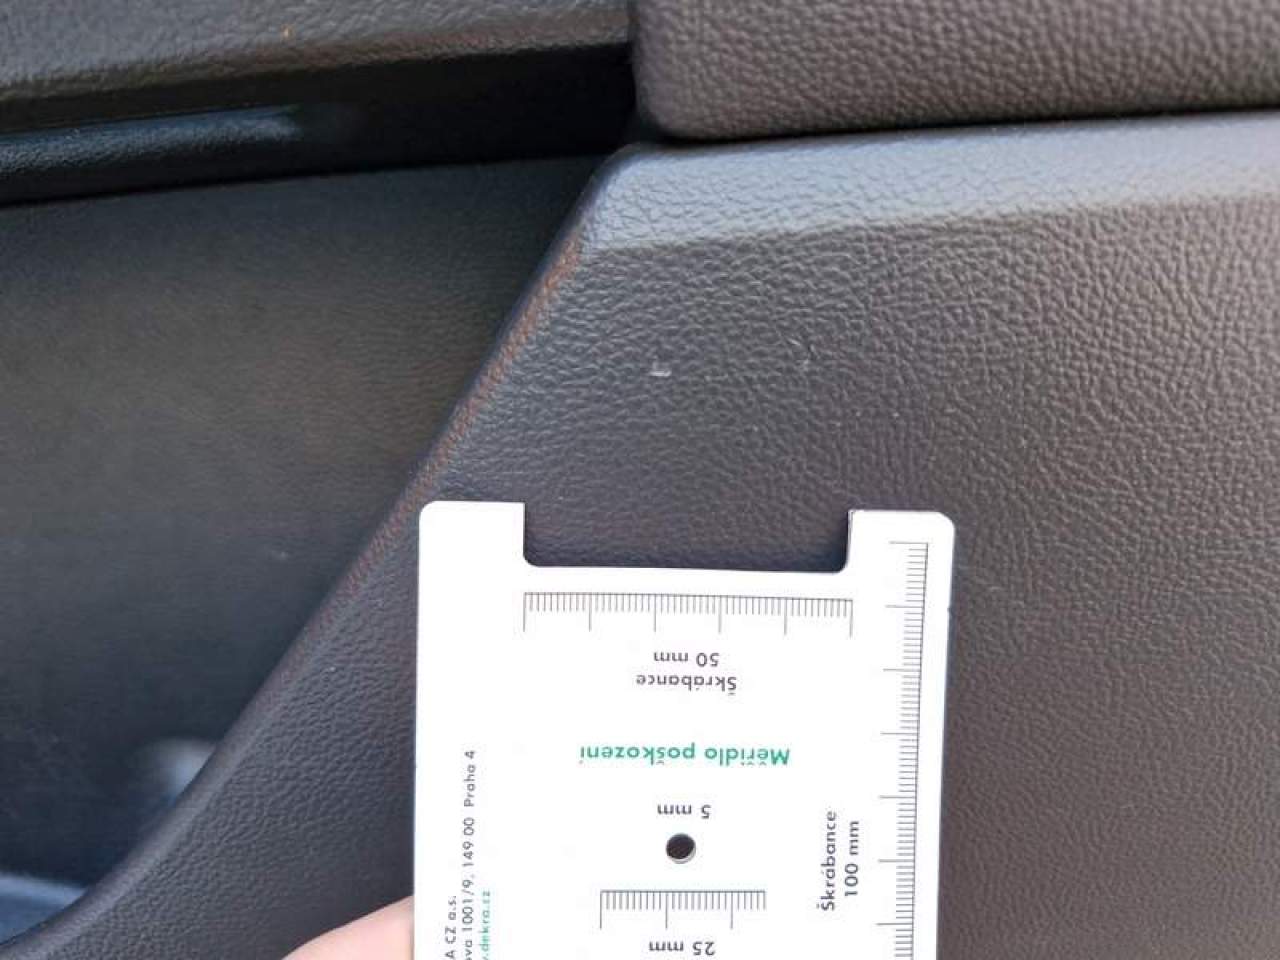 50 mm
Škrábance
Měřidlo poškození
5 mm
25 mm
Škrábance
100 mm
A CZ a.s.
ova 1001/9, 149 00 Praha 4
.dekra.cz